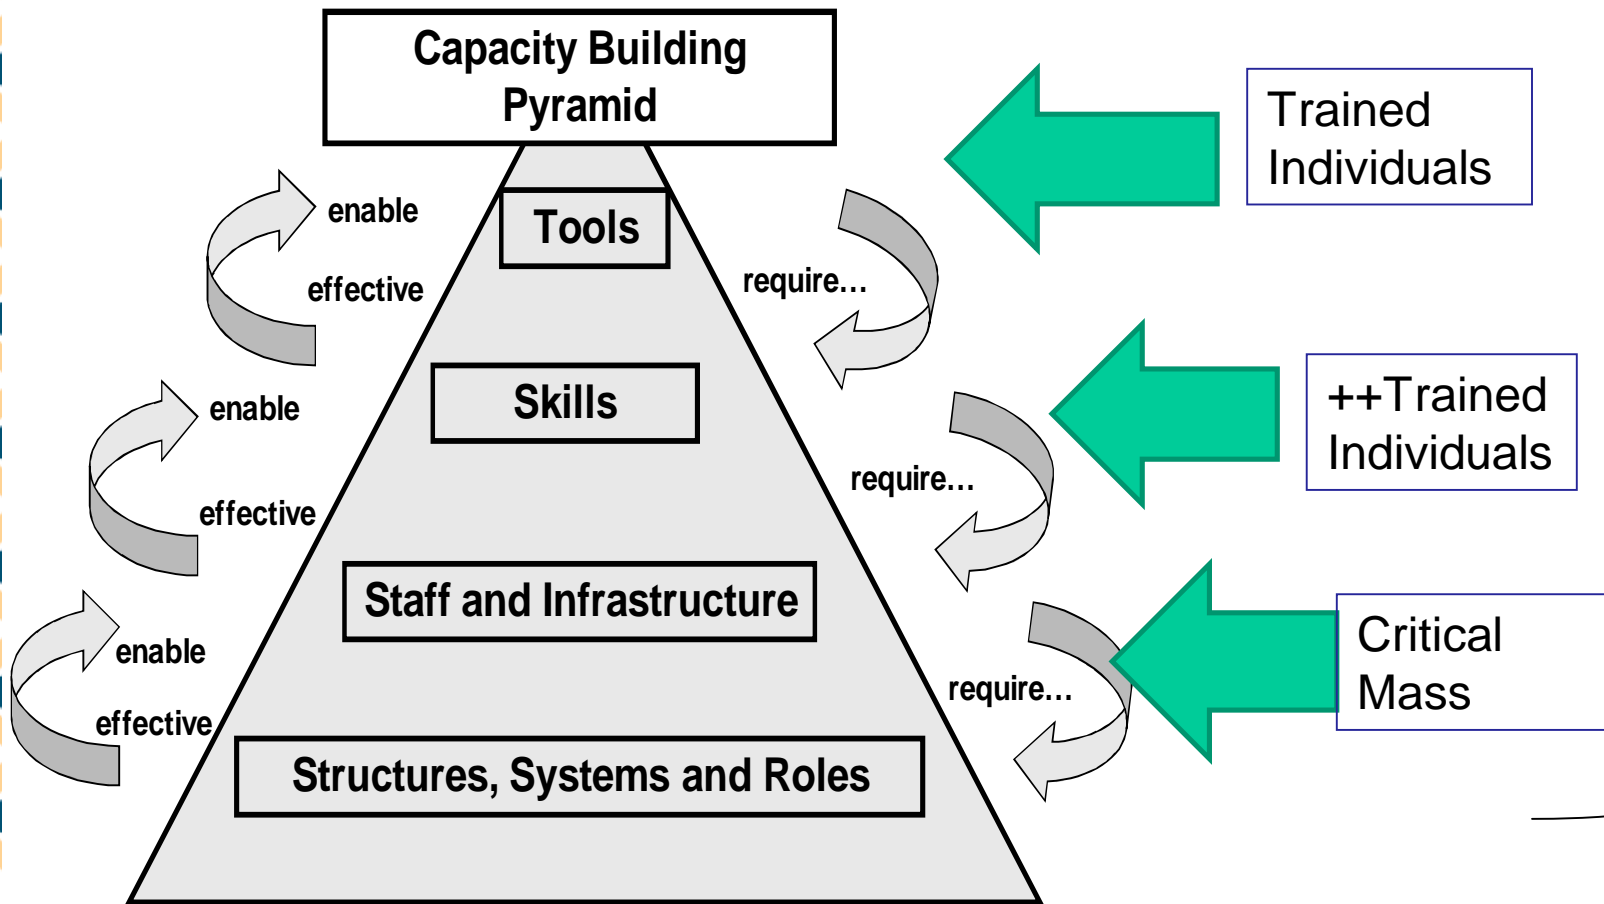 Capacity Building
Pyramid
Trained
Individuals
enable
Tools
effective
require...
++Trained
Individuals
enable
Skills
effective
require...
Staff and Infrastructure
Critical
Mass
enable
effective
require...
Structures, Systems and Roles